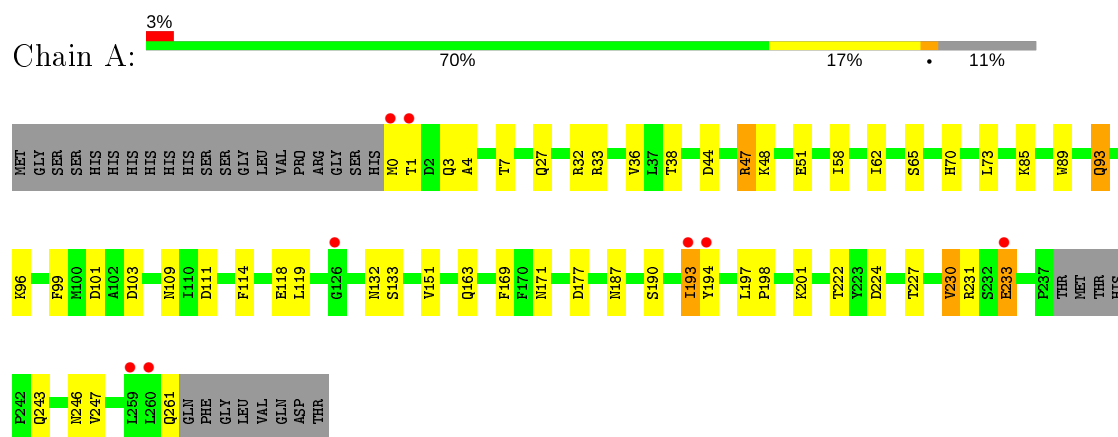 3%
Chain A:
70% 17% • 11%
MET GLY SER SER HIS HIS HIS HIS HIS HIS SER SER GLY LEU VAL PRO ARG GLY SER HIS M0 T1 D2 Q3 A4 T7 Q27 R32 R33 V36 L37 T38 D44 R47 K48 E51 I58 I62 S65 H70 L73 K85 W89 Q93
K96 F99 M100 D101 A102 D103 N109 I110 D111 F114 E118 L119 G126 N132 S133 V151 Q163 F169 F170 N171 D177 N187 S190 I193 Y194 L197 P198 K201 T222 Y223 D224 T227 V230 R231 S232 E233 P237 THR MET THR HIS
P242 Q243 N246 V247 L259 L260 Q261 GLN PHE GLY LEU VAL GLN ASP THR